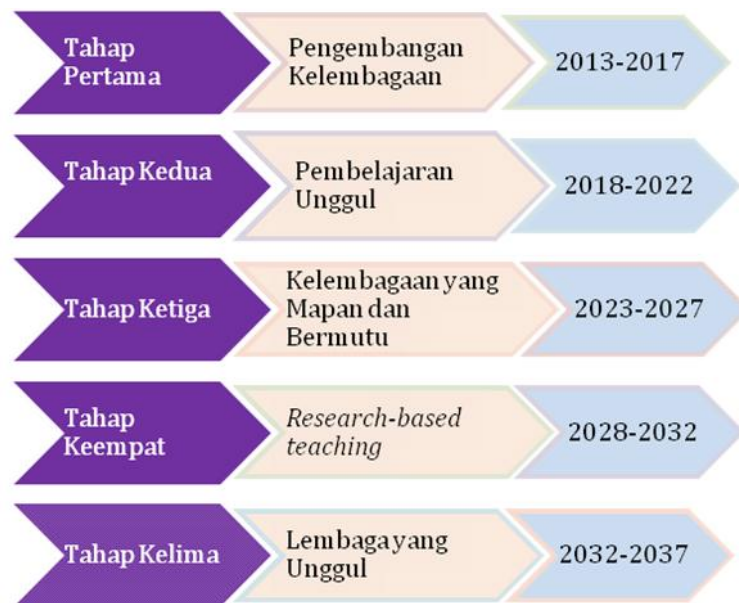 Tahap
Pertama
Pengembangan
Kelembagaan
2013-2017
Tahap Kedua
Pembelajaran
Unggul
2018-2022
Tahap Ketiga
Kelembagaan yang
Mapan dan
Bermutu
2023-2027
Tahap
Keempat
Research-based
teaching
2028-2032
Tahap Kelima
Lembaga yang
Unggul
2032-2037